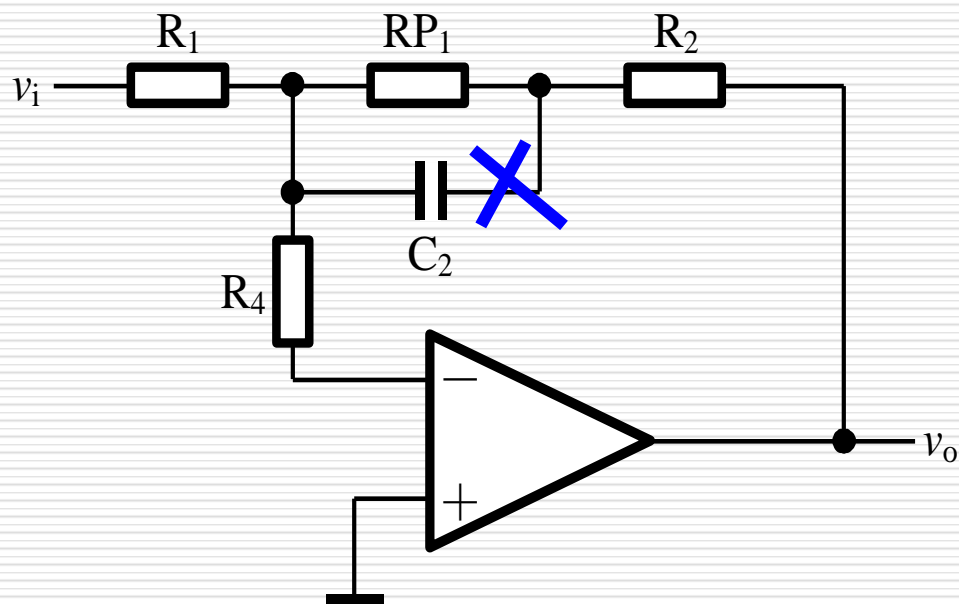 R₁ RP₁ R₂
vᵢ
C₂
R₄
−
vₒ
+